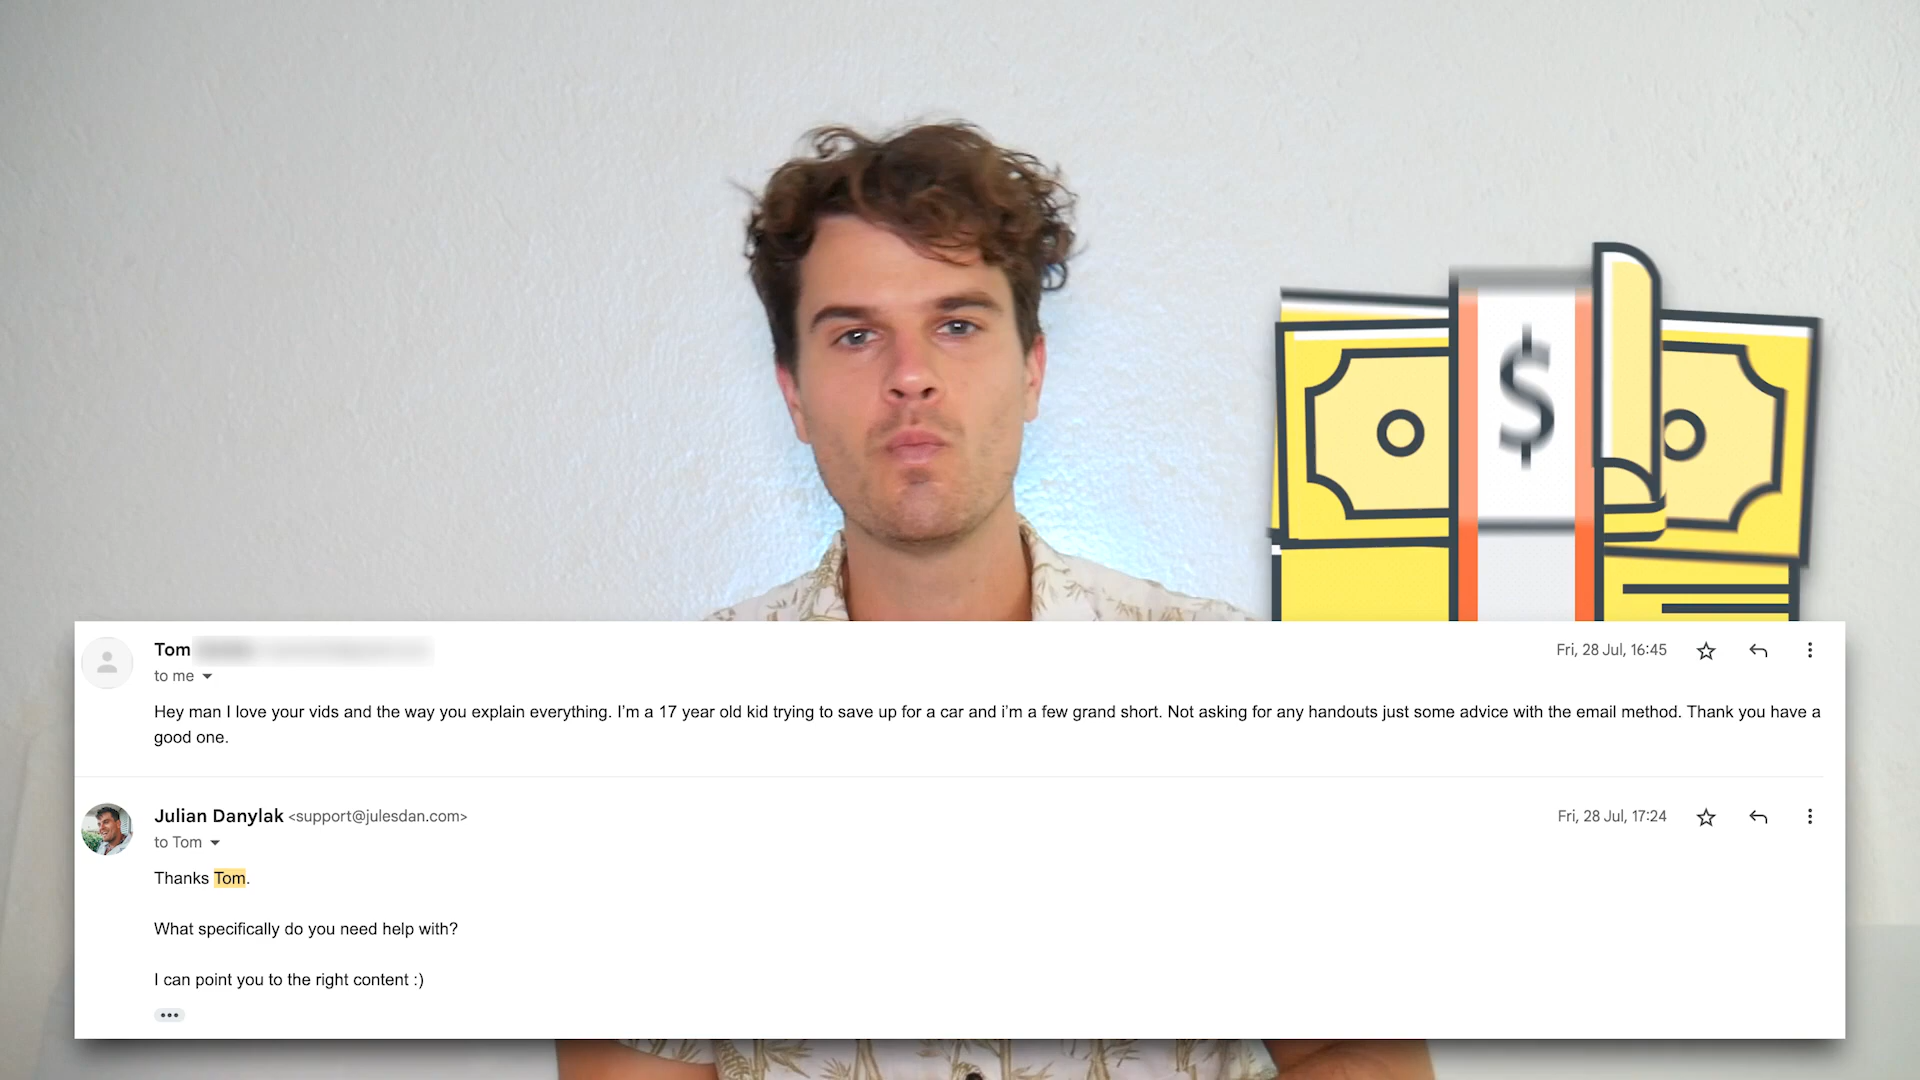 $
Tom
Fri, 28 Jul, 16:45
to me
Hey man I love your vids and the way you explain everything. I'm a 17 year old kid trying to save up for a car and i'm a few grand short. Not asking for any handouts just some advice with the email method. Thank you have a
good one.
Julian Danylak <support@julesdan.com>
Fri, 28 Jul, 17:24
to Tom
Thanks Tom.
What specifically do you need help with?
I can point you to the right content :)